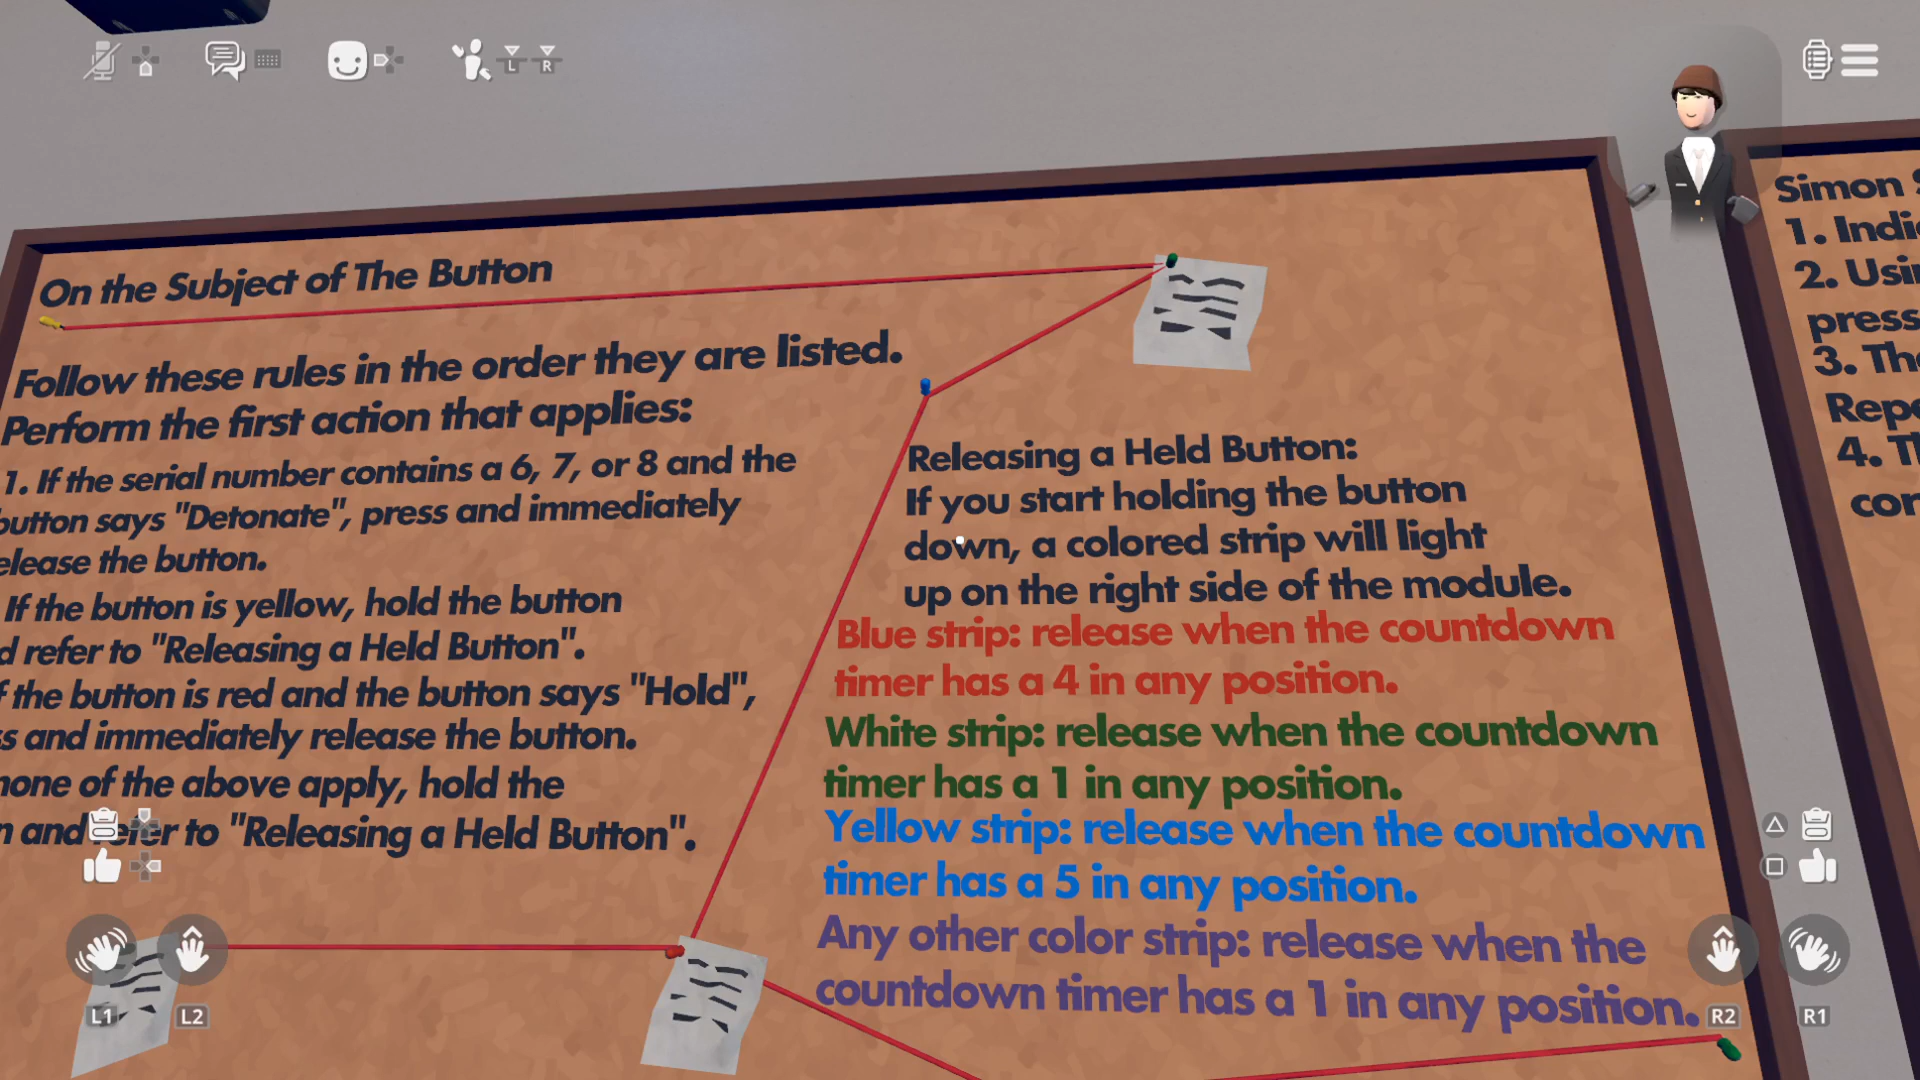 On the Subject of The Button
Follow these rules in the order they are listed.
Perform the first action that applies:
1. If the serial number contains a 6, 7, or 8 and the
button says "Detonate", press and immediately
elease the button.
If the button is yellow, hold the button
d refer to "Releasing a Held Button".
f the button is red and the button says "Hold",
ss and immediately release the button.
none of the above apply, hold the
n and refer to "Releasing a Held Button".
Releasing a Held Button:
If you start holding the button
down, a colored strip will light
up on the right side of the module.
Blue strip: release when the countdown
timer has a 4 in any position.
White strip: release when the countdown
timer has a 1 in any position.
Yellow strip: release when the countdown
timer has a 5 in any position.
Any other color strip: release when the
countdown timer has a 1 in any position.
Simon
1. Indi
2. Usin
press
3. The
Repe
4. T
cor
L
R
L1
L2
R2
R1